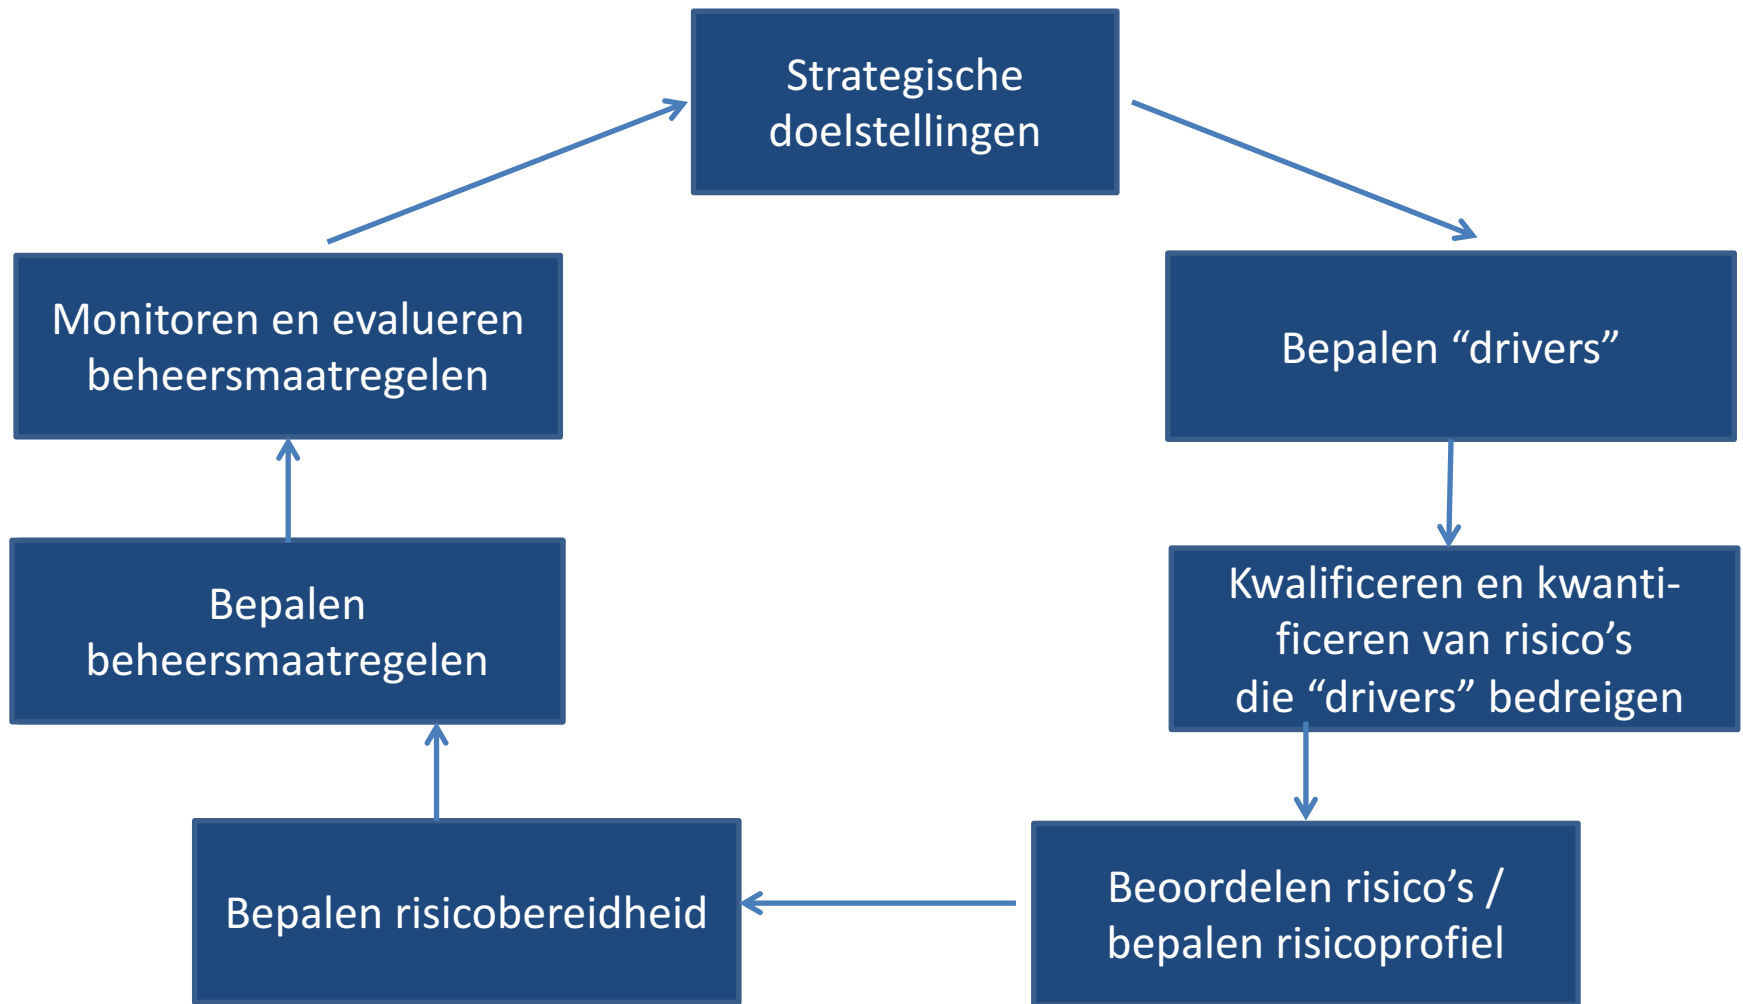 Strategische
doelstellingen
Bepalen “drivers”
Kwalificeren en kwanti-
ficeren van risico’s
die “drivers” bedreigen
Beoordelen risico’s /
bepalen risicoprofiel
Bepalen risicobereidheid
Bepalen
beheersmaatregelen
Monitoren en evalueren
beheersmaatregelen